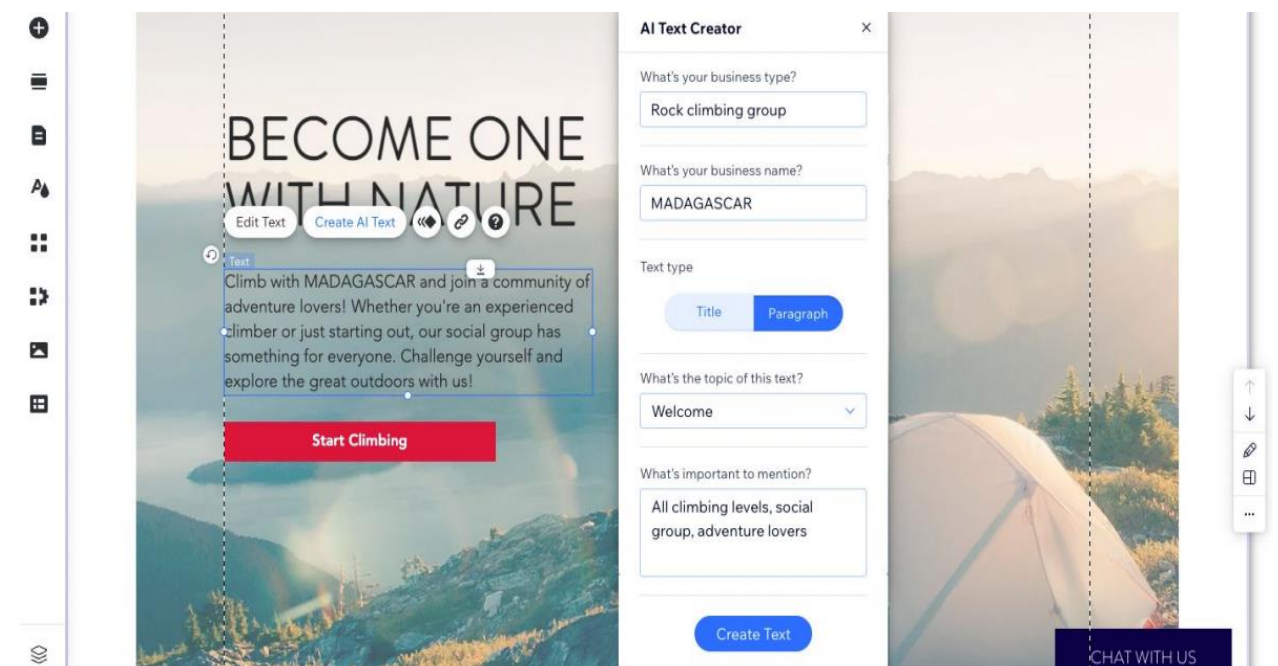 BECOME ONE
WITH NATURE
Edit Text
Create AI Text
Text
Climb with MADAGASCAR and join a community of
adventure lovers! Whether you're an experienced
climber or just starting out, our social group has
something for everyone. Challenge yourself and
explore the great outdoors with us!
Start Climbing
AI Text Creator
What's your business type?
Rock climbing group
What's your business name?
MADAGASCAR
Text type
Title
Paragraph
What's the topic of this text?
Welcome
What's important to mention?
All climbing levels, social
group, adventure lovers
Create Text
CHAT WITH US